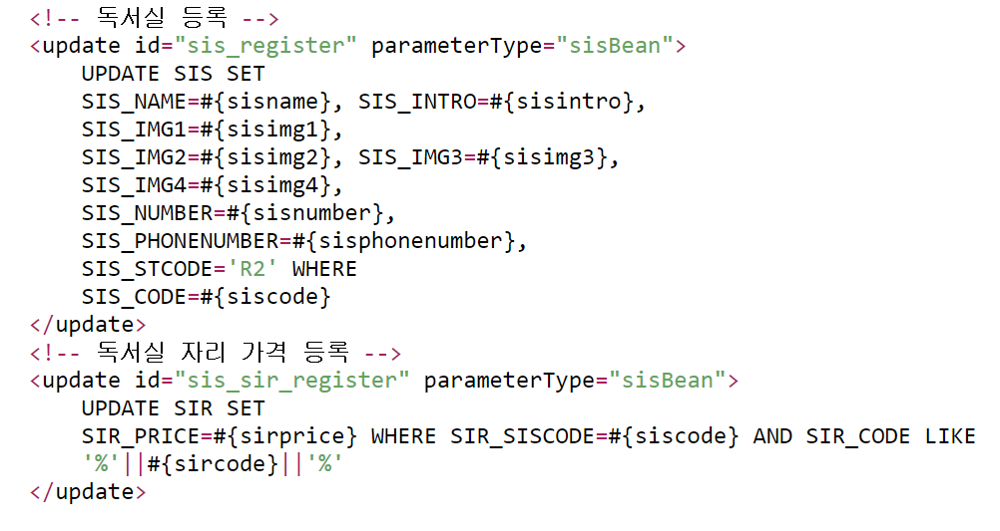 <!-- 독서실 등록 -->
<update id="sis_register" parameterType="sisBean">
    UPDATE SIS SET
    SIS_NAME=#{sisname}, SIS_INTRO=#{sisintro},
    SIS_IMG1=#{sisimg1},
    SIS_IMG2=#{sisimg2}, SIS_IMG3=#{sisimg3},
    SIS_IMG4=#{sisimg4},
    SIS_NUMBER=#{sisnumber},
    SIS_PHONENUMBER=#{sisphonenumber},
    SIS_STCODE='R2' WHERE
    SIS_CODE=#{siscode}
</update>
<!-- 독서실 자리 가격 등록 -->
<update id="sis_sir_register" parameterType="sisBean">
    UPDATE SIR SET
    SIR_PRICE=#{sirprice} WHERE SIR_SISCODE=#{siscode} AND SIR_CODE LIKE
    '%'||#{sircode}||'%'
</update>